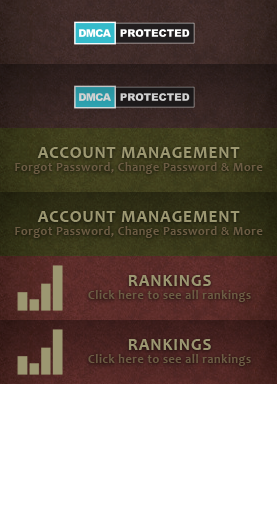 DMCA PROTECTED
DMCA PROTECTED
ACCOUNT MANAGEMENT
Forgot Password, Change Password & More
ACCOUNT MANAGEMENT
Forgot Password, Change Password & More
RANKINGS
Click here to see all rankings
RANKINGS
Click here to see all rankings